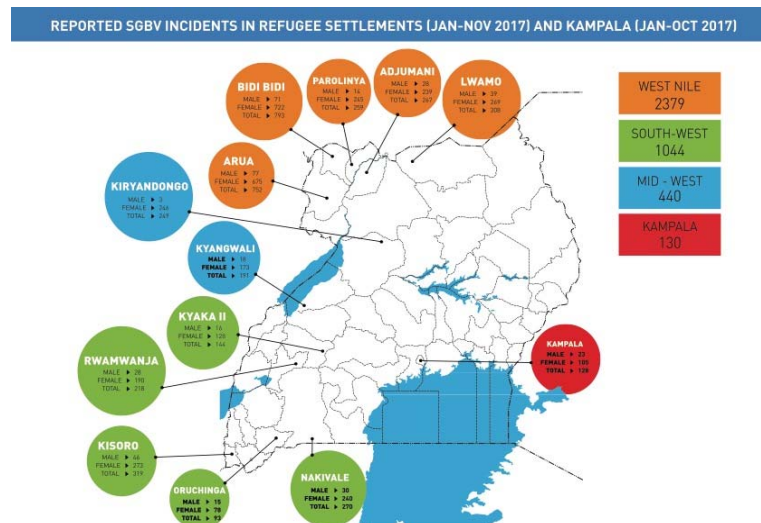 REPORTED SGBV INCIDENTS IN REFUGEE SETTLEMENTS (JAN-NOV 2017) AND KAMPALA (JAN-OCT 2017)
BIDI BIDI
MALE 71
FEMALE 722
TOTAL 793
PAROLINYA
MALE 14
FEMALE 245
TOTAL 259
ADJUMANI
MALE 28
FEMALE 239
TOTAL 267
LWAMO
MALE 39
FEMALE 269
TOTAL 308
WEST NILE
2379
SOUTH-WEST
1044
MID - WEST
440
KAMPALA
130
ARUA
MALE 77
FEMALE 675
TOTAL 752
KIRYANDONGO
MALE 3
FEMALE 246
TOTAL 249
KYANGWALI
MALE 18
FEMALE 173
TOTAL 191
KYAKA II
MALE 16
FEMALE 128
TOTAL 144
RWAMWANJA
MALE 28
FEMALE 190
TOTAL 218
KAMPALA
MALE 23
FEMALE 105
TOTAL 128
KISORO
MALE 46
FEMALE 273
TOTAL 319
ORUCHINGA
MALE 15
FEMALE 78
TOTAL 93
NAKIVALE
MALE 30
FEMALE 240
TOTAL 270